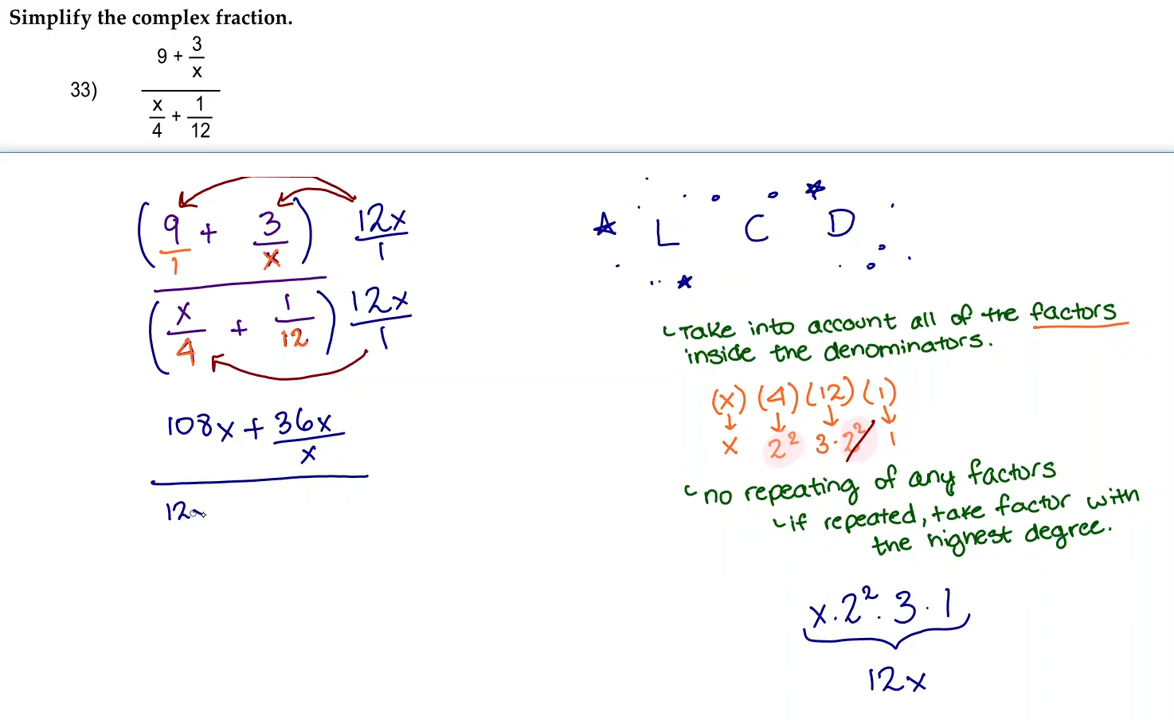 Simplify the complex fraction.
33)
9 + 3/x
x/4 + 1/12
(9/1 + 3/x) 12x/1
(x/4 + 1/12) 12x/1
108x + 36x/x
12x
L C D
Take into account all of the factors
inside the denominators.
(x) (4) (12) (1)
x 2² 3·2² 1
no repeating of any factors
if repeated, take factor with
the highest degree.
x·2²·3·1
12x